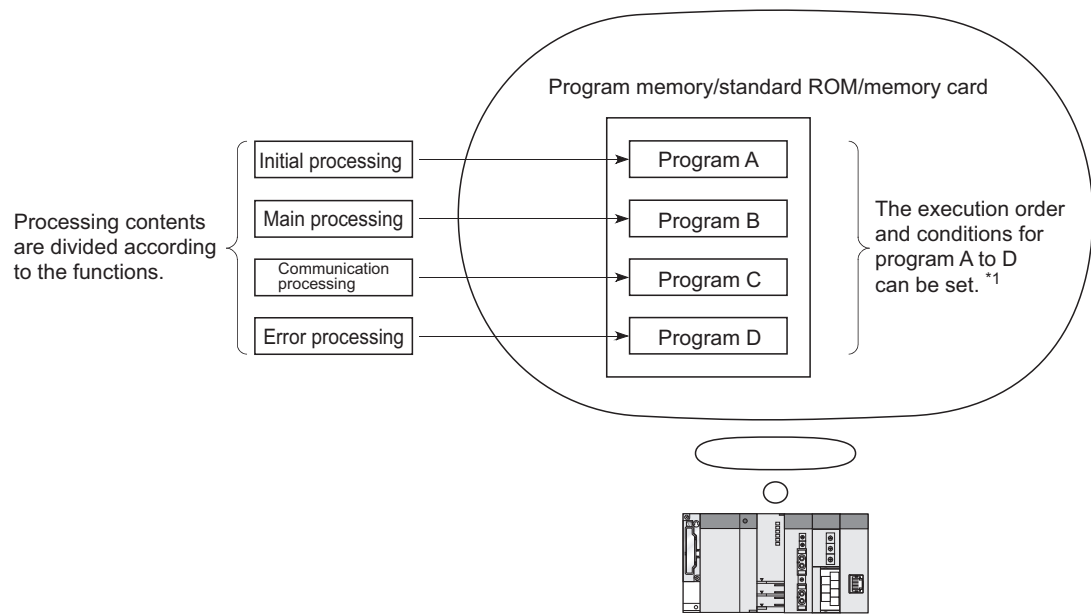 Program memory/standard ROM/memory card
Initial processing
Program A
Main processing
Program B
Communication
processing
Program C
Error processing
Program D
Processing contents
are divided according
to the functions.
The execution order
and conditions for
program A to D
can be set. *1